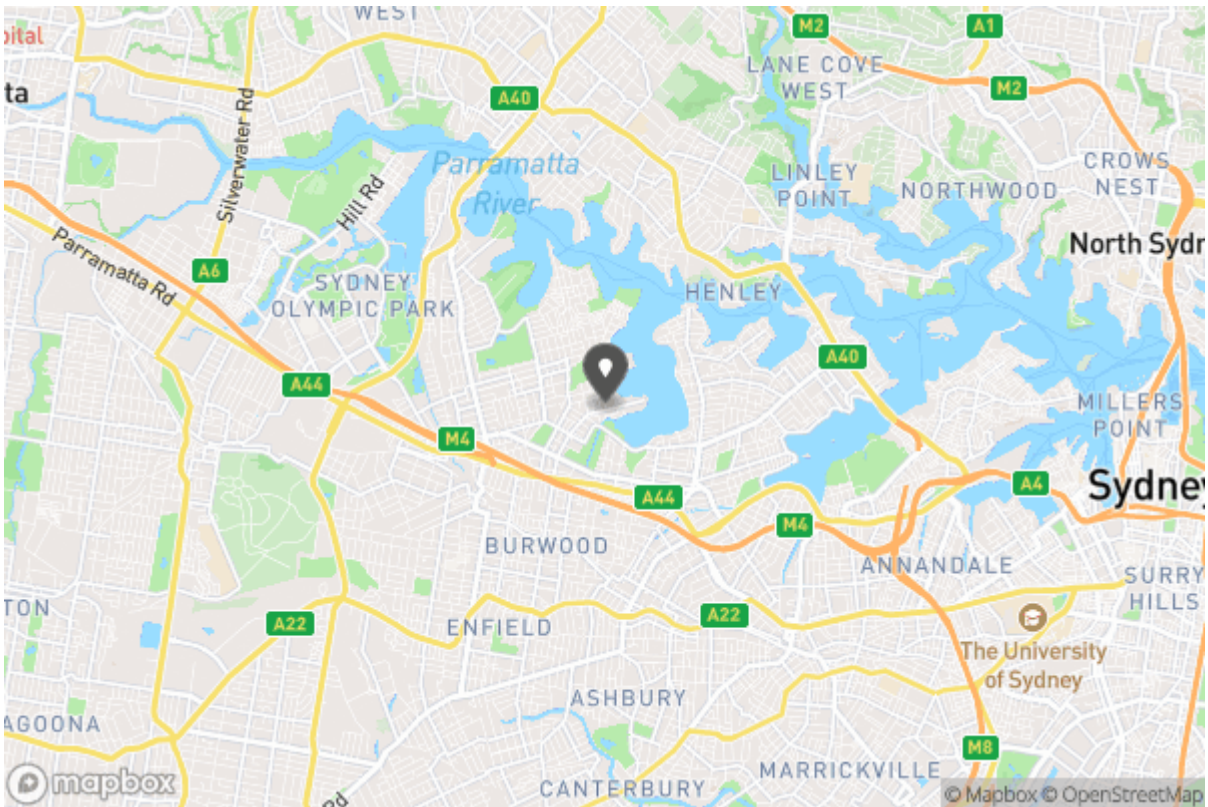 WEST
M2
A1
pital
LANE COVE
WEST
M2
ta
A40
Silverwater Rd
Parramatta
River
LINLEY
POINT
NORTHWOOD
CROWS
NEST
Hill Rd
Parramatta Rd
A6
SYDNEY
OLYMPIC PARK
HENLEY
North Sydn
A44
A40
MILLERS
POINT
M4
A44
M4
A4
Sydney
BURWOOD
ANNANDALE
SURRY
HILLS
TON
A22
ENFIELD
A22
The University
of Sydney
ASHBURY
AGOONA
M8
MARRICKVILLE
CANTERBURY
Rd
mapbox
© Mapbox © OpenStreetMap